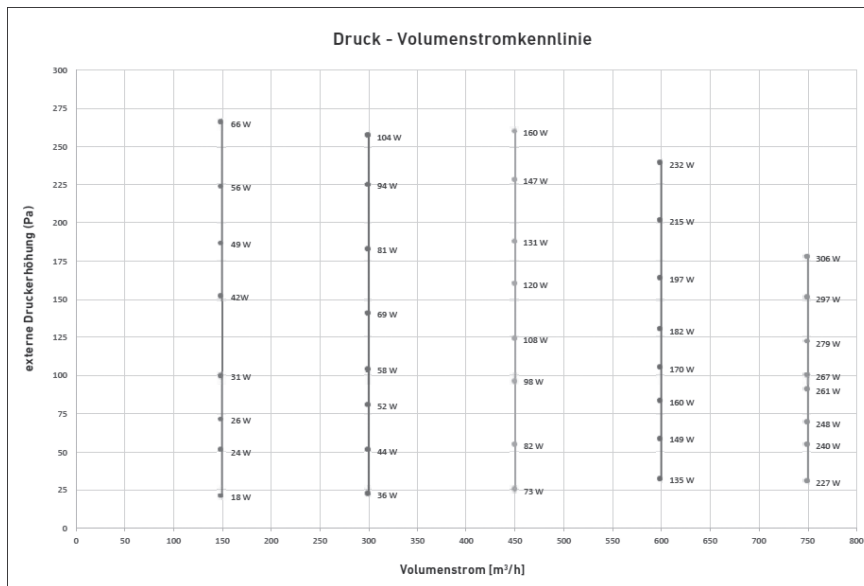 Druck - Volumenstromkennlinie
externe Druckerhöhung (Pa)
300
275
250
225
200
175
150
125
100
75
50
25
0
66 W
56 W
49 W
42W
31 W
26 W
24 W
18 W
104 W
94 W
81 W
69 W
58 W
52 W
44 W
36 W
160 W
147 W
131 W
120 W
108 W
98 W
82 W
73 W
232 W
215 W
197 W
182 W
170 W
160 W
149 W
135 W
306 W
297 W
279 W
267 W
261 W
248 W
240 W
227 W
0 50 100 150 200 250 300 350 400 450 500 550 600 650 700 750 800
Volumenstrom [m³/h]